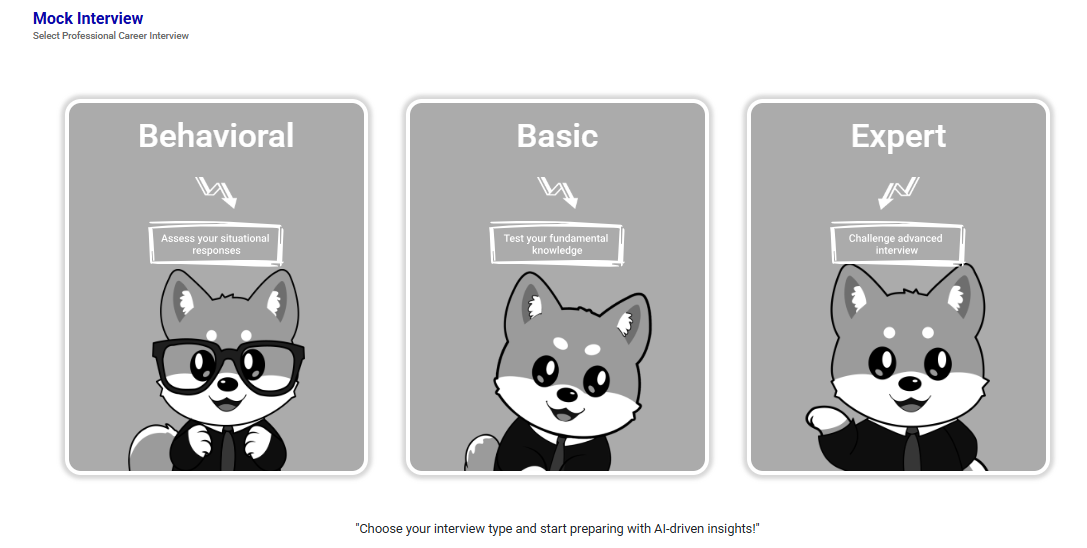 Mock Interview
Select Professional Career Interview
Behavioral
Assess your situational
responses
Basic
Test your fundamental
knowledge
Expert
Challenge advanced
interview
"Choose your interview type and start preparing with AI-driven insights!"